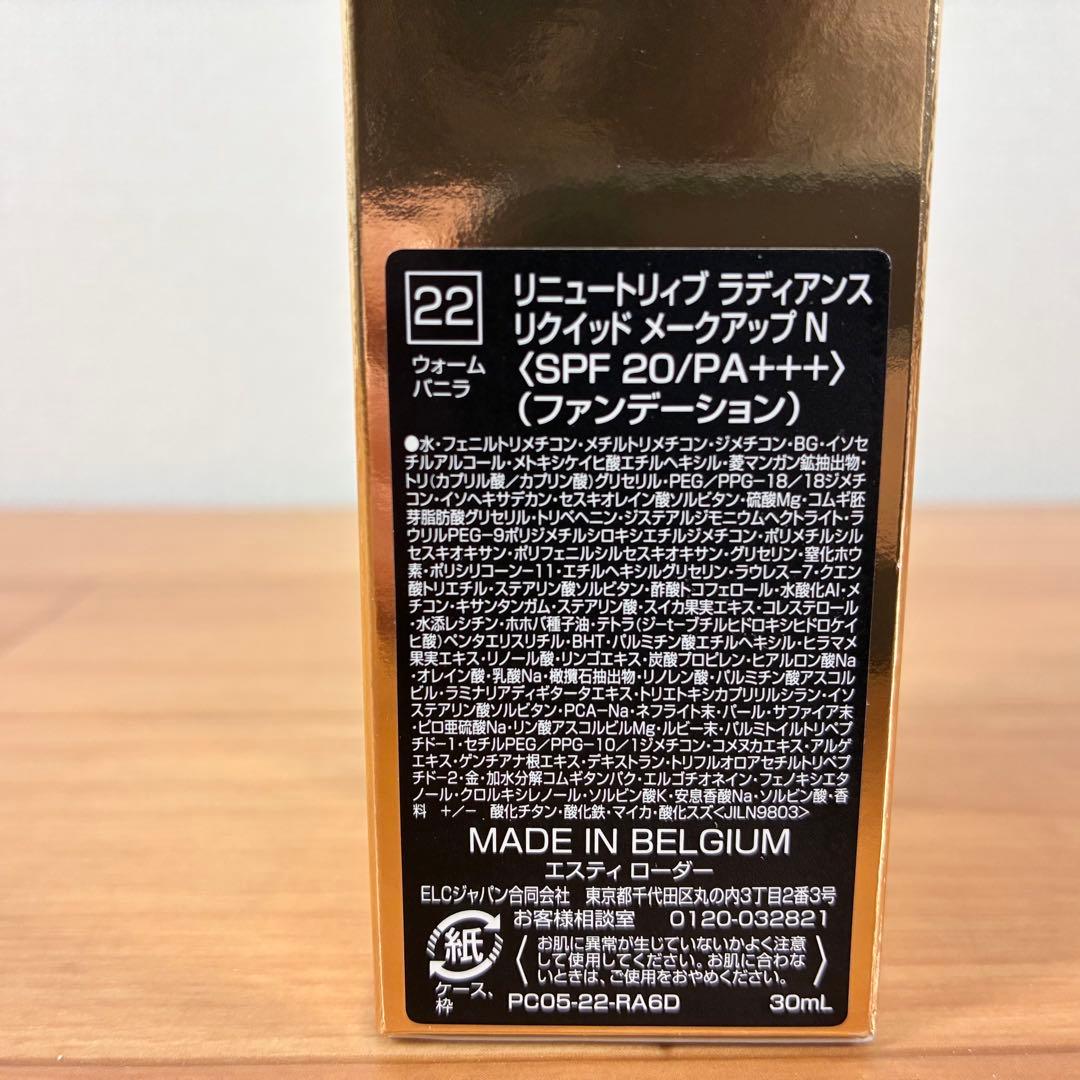 22
ウォーム
バニラ
リニュートリィブ ラディアンス
リクイッド メークアップ N
〈SPF 20/PA+++〉
(ファンデーション)
●水・フェニルトリメチコン・メチルトリメチコン・ジメチコン・BG・イソセ
チルアルコール・メトキシケイヒ酸エチルヘキシル・菱マンガン鉱抽出物・
トリ(カプリル酸/カプリン酸)グリセリル・PEG/PPG-18/18ジメチ
コン・イソヘキサデカン・セスキオレイン酸ソルビタン・硫酸Mg・コムギ胚
芽脂肪酸グリセリル・トリベヘニン・ジステアルジモニウムヘクトライト・ラ
ウリルPEG-9ポリジメチルシロキシエチルジメチコン・ポリメチルシル
セスキオキサン・ポリフェニルシルセスキオキサン・グリセリン・窒化ホウ
素・ポリシリコーン-11・エチルヘキシルグリセリン・ラウレス-7・クエン
酸トリエチル・ステアリン酸ソルビタン・酢酸トコフェロール・水酸化Al・メ
チコン・キサンタンガム・ステアリン酸・スイカ果実エキス・コレステロール
・水添レシチン・ホホバ種子油・テトラ(ジ-t-ブチルヒドロキシヒドロケイ
ヒ酸)ペンタエリスリチル・BHT・パルミチン酸エチルヘキシル・ヒラマメ
果実エキス・リノール酸・リンゴエキス・炭酸プロピレン・ヒアルロン酸Na
・オレイン酸・乳酸Na・橄欖石抽出物・リノレン酸・パルミチン酸アスコル
ビル・ラミナリアディギタータエキス・トリエトキシカプリリルシラン・イソ
ステアリン酸ソルビタン・PCA-Na・ネフライト末・パール・サファイア末
・ピロ亜硫酸Na・リン酸アスコルビルMg・ルビー末・パルミトイルトリペプ
チド-1・セチルPEG/PPG-10/1ジメチコン・コメヌカエキス・アルゲ
エキス・ゲンチアナ根エキス・デキストラン・トリフルオロアセチルトリペプ
チド-2・金・加水分解コムギタンパク・エルゴチオネイン・フェノキシエタ
ノール・クロルキシレノール・ソルビン酸K・安息香酸Na・ソルビン酸・香
料 +/- 酸化チタン・酸化鉄・マイカ・酸化スズ<JILN9803>
MADE IN BELGIUM
エスティ ローダー
ELCジャパン合同会社 東京都千代田区丸の内3丁目2番3号
お客様相談室 0120-032821
紙
ケース、
枠
お肌に異常が生じていないかよく注意
して使用してください。お肌に合わな
いときは、ご使用をおやめください。
PC05-22-RA6D 30mL